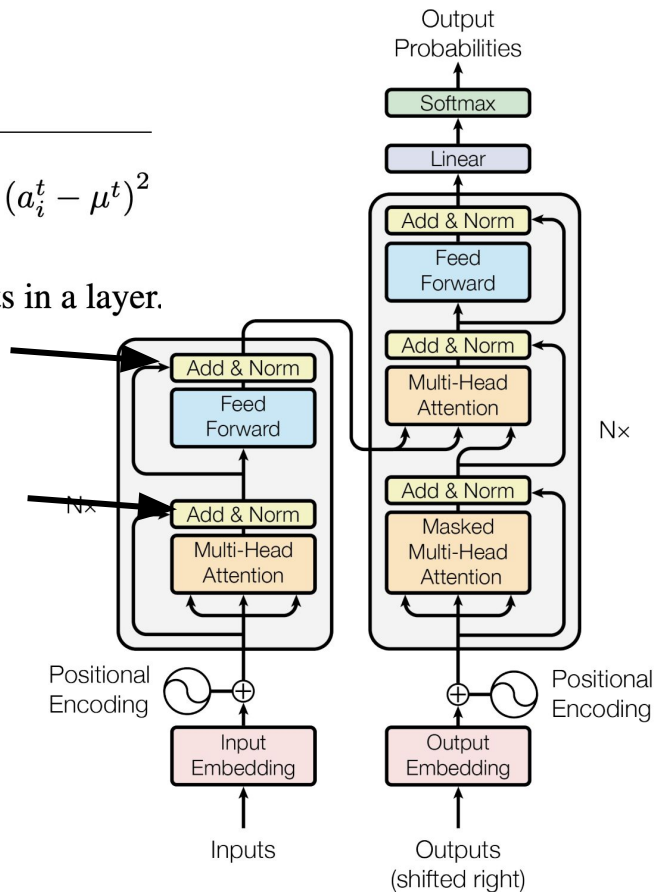 Output
Probabilities
Softmax
Linear
(a_i^t − μ^t)^2
Add & Norm
Feed
Forward
s in a layer.
Add & Norm
Multi-Head
Attention
Add & Norm
Feed
Forward
N×
Add & Norm
Masked
Multi-Head
Attention
N×
Add & Norm
Multi-Head
Attention
Positional
Encoding
Positional
Encoding
Input
Embedding
Output
Embedding
Inputs
Outputs
(shifted right)